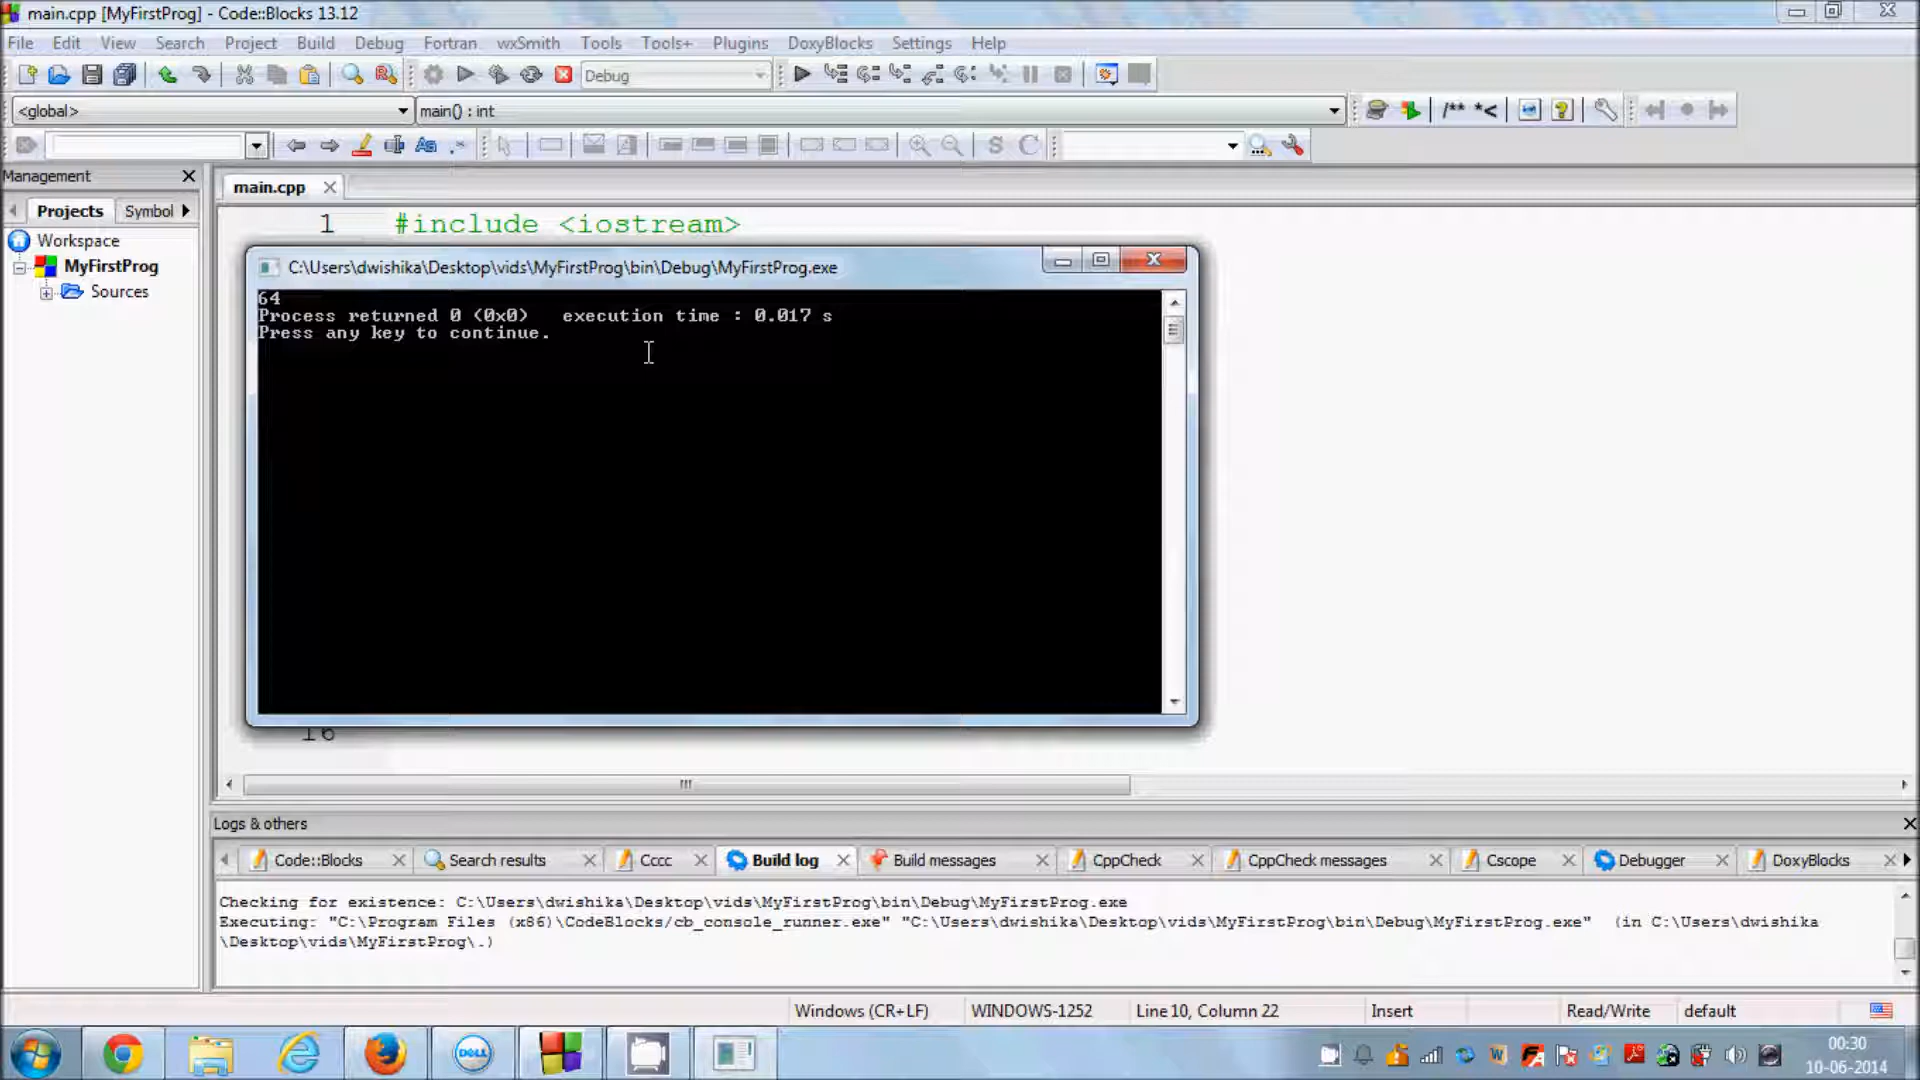 main.cpp [MyFirstProg] - Code::Blocks 13.12
File Edit View Search Project Build Debug Fortran wxSmith Tools Tools+ Plugins DoxyBlocks Settings Help
Debug
<global> main() : int /** *<
S C
Management
main.cpp
Projects Symbol
1 #include <iostream>
Workspace
MyFirstProg
Sources
C:\Users\dwishika\Desktop\vids\MyFirstProg\bin\Debug\MyFirstProg.exe
64
Process returned 0 (0x0) execution time : 0.017 s
Press any key to continue.
16
Logs & others
Code::Blocks Search results Cccc Build log Build messages CppCheck CppCheck messages Cscope Debugger DoxyBlocks
Checking for existence: C:\Users\dwishika\Desktop\vids\MyFirstProg\bin\Debug\MyFirstProg.exe
Executing: "C:\Program Files (x86)\CodeBlocks/cb_console_runner.exe" "C:\Users\dwishika\Desktop\vids\MyFirstProg\bin\Debug\MyFirstProg.exe" (in C:\Users\dwishika
\Desktop\vids\MyFirstProg\.)
Windows (CR+LF) WINDOWS-1252 Line 10, Column 22 Insert Read/Write default
DELL
00:30
10-06-2014